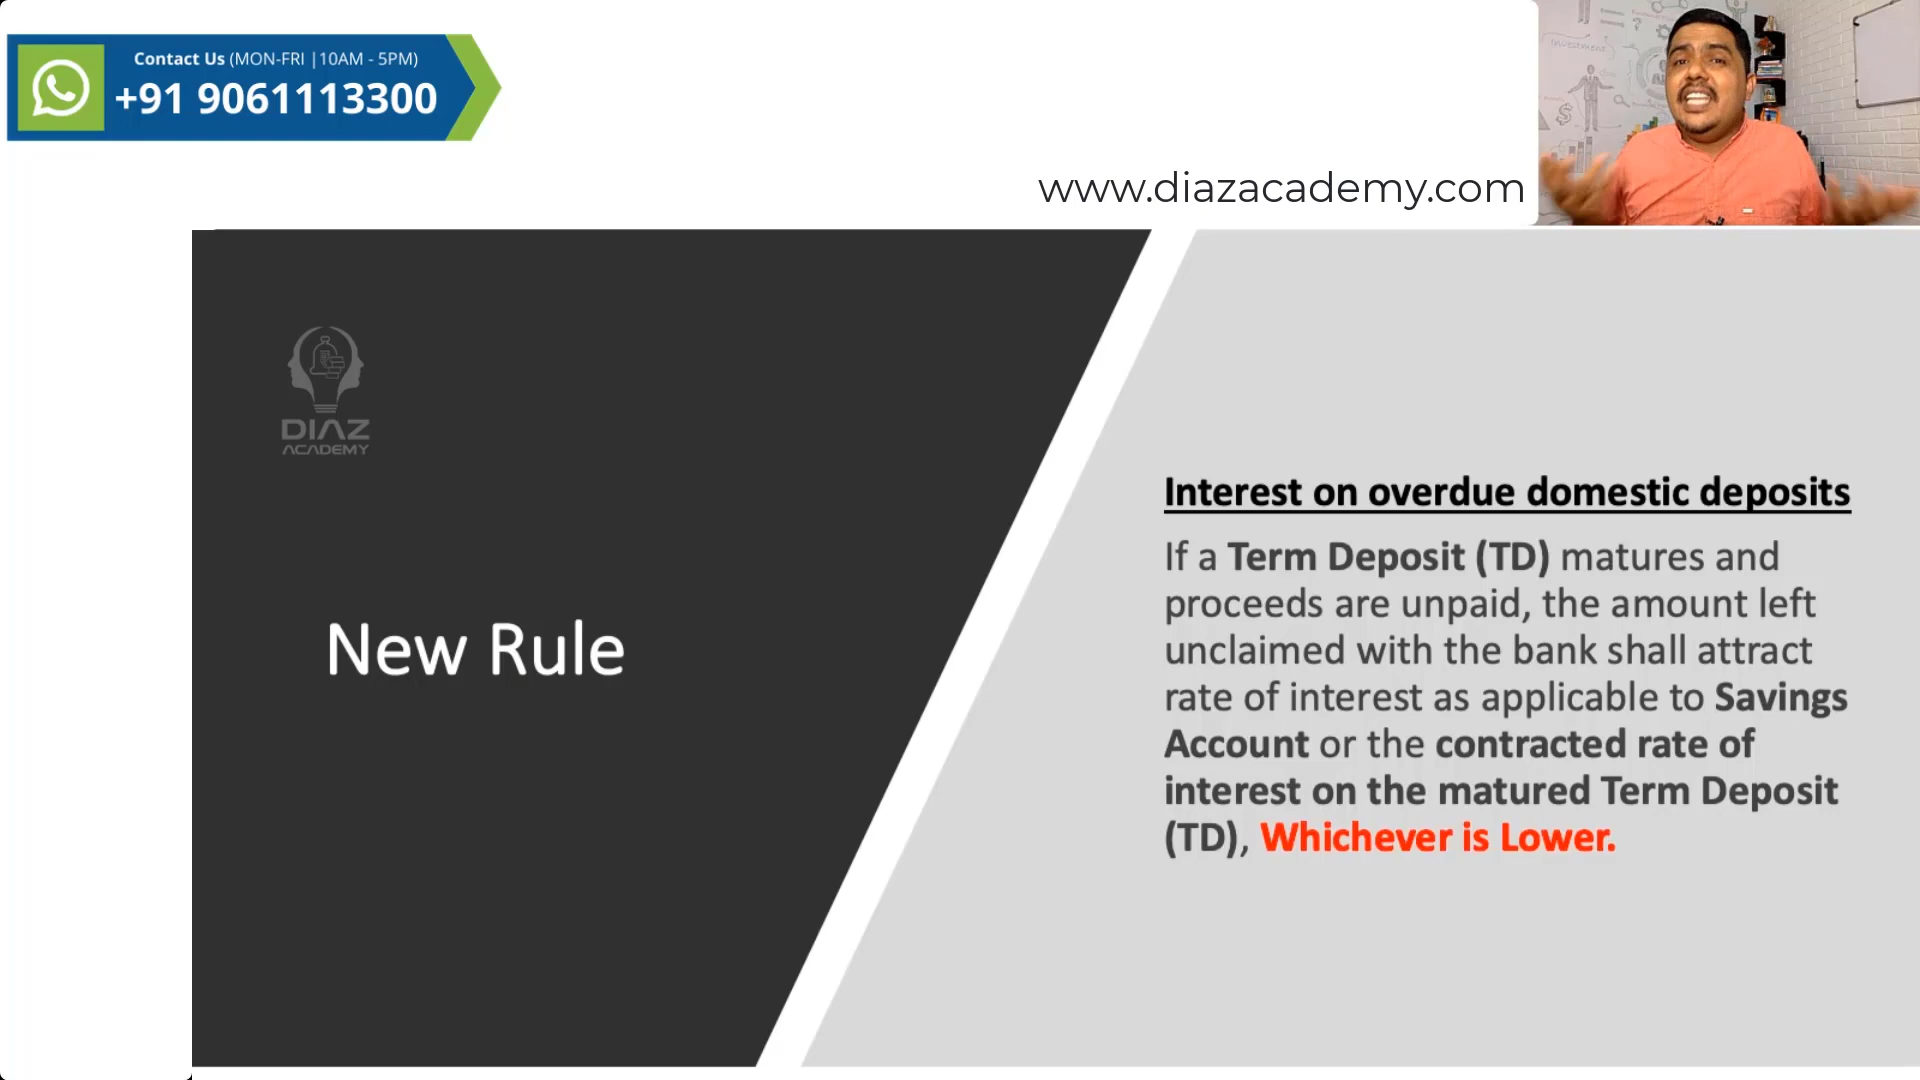 Contact Us (MON-FRI |10AM - 5PM)
+91 9061113300
www.diazacademy.com
DIAZ
ACADEMY
New Rule
Interest on overdue domestic deposits
If a Term Deposit (TD) matures and
proceeds are unpaid, the amount left
unclaimed with the bank shall attract
rate of interest as applicable to Savings
Account or the contracted rate of
interest on the matured Term Deposit
(TD), Whichever is Lower.